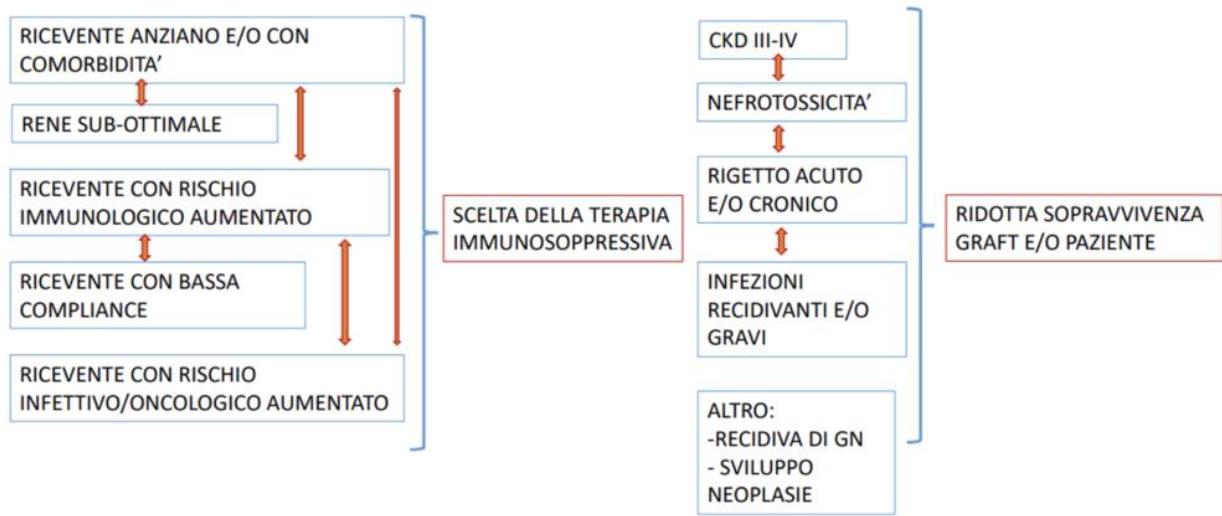 RICEVENTE ANZIANO E/O CON
COMORBIDITA’
RENE SUB-OTTIMALE
RICEVENTE CON RISCHIO
IMMUNOLOGICO AUMENTATO
RICEVENTE CON BASSA
COMPLIANCE
RICEVENTE CON RISCHIO
INFETTIVO/ONCOLOGICO AUMENTATO
SCELTA DELLA TERAPIA
IMMUNOSOPPRESSIVA
CKD III-IV
NEFROTOSSICITA’
RIGETTO ACUTO
E/O CRONICO
INFEZIONI
RECIDIVANTI E/O
GRAVI
ALTRO:
-RECIDIVA DI GN
- SVILUPPO
NEOPLASIE
RIDOTTA SOPRAVVIVENZA
GRAFT E/O PAZIENTE